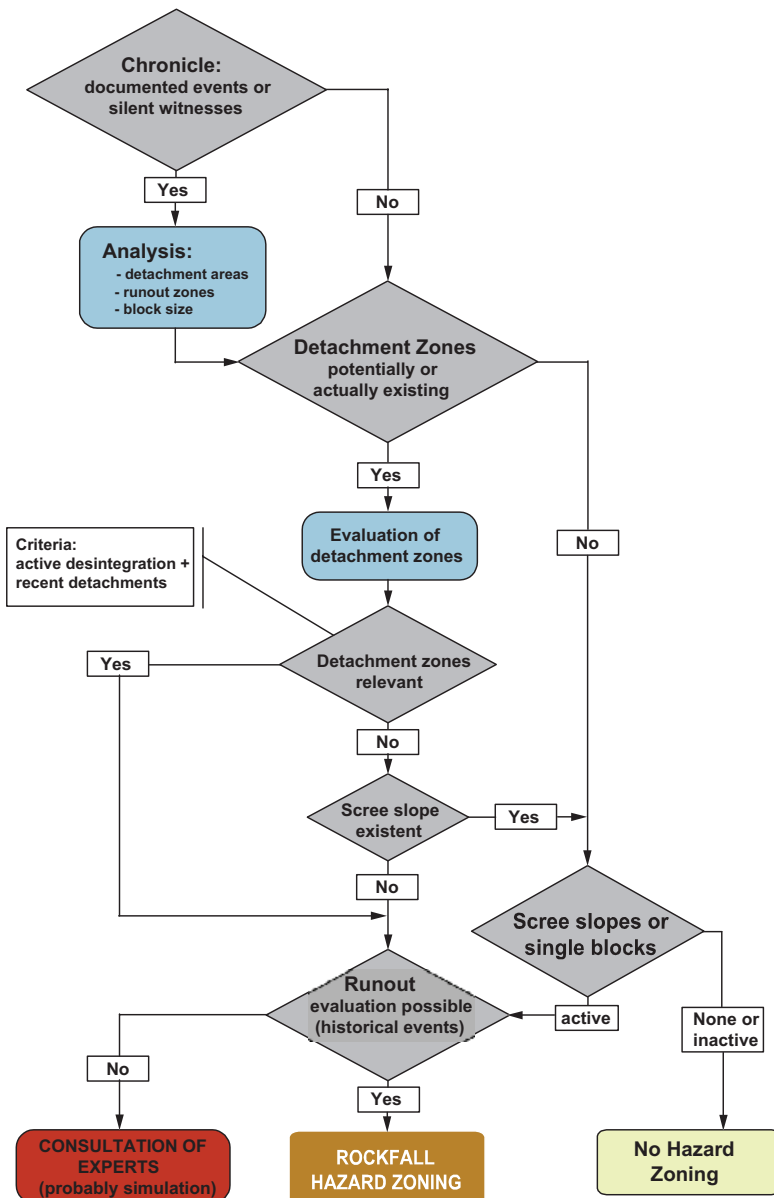 Chronicle:
documented events or
silent witnesses
Yes
No
Analysis:
- detachment areas
- runout zones
- block size
Detachment Zones
potentially or
actually existing
Yes
No
Evaluation of
detachment zones
Criteria:
active desintegration +
recent detachments
Detachment zones
relevant
Yes
No
Scree slope
existent
Yes
No
Scree slopes or
single blocks
Runout
evaluation possible
(historical events)
active
None or
inactive
No
Yes
CONSULTATION OF
EXPERTS
(probably simulation)
ROCKFALL
HAZARD ZONING
No Hazard
Zoning